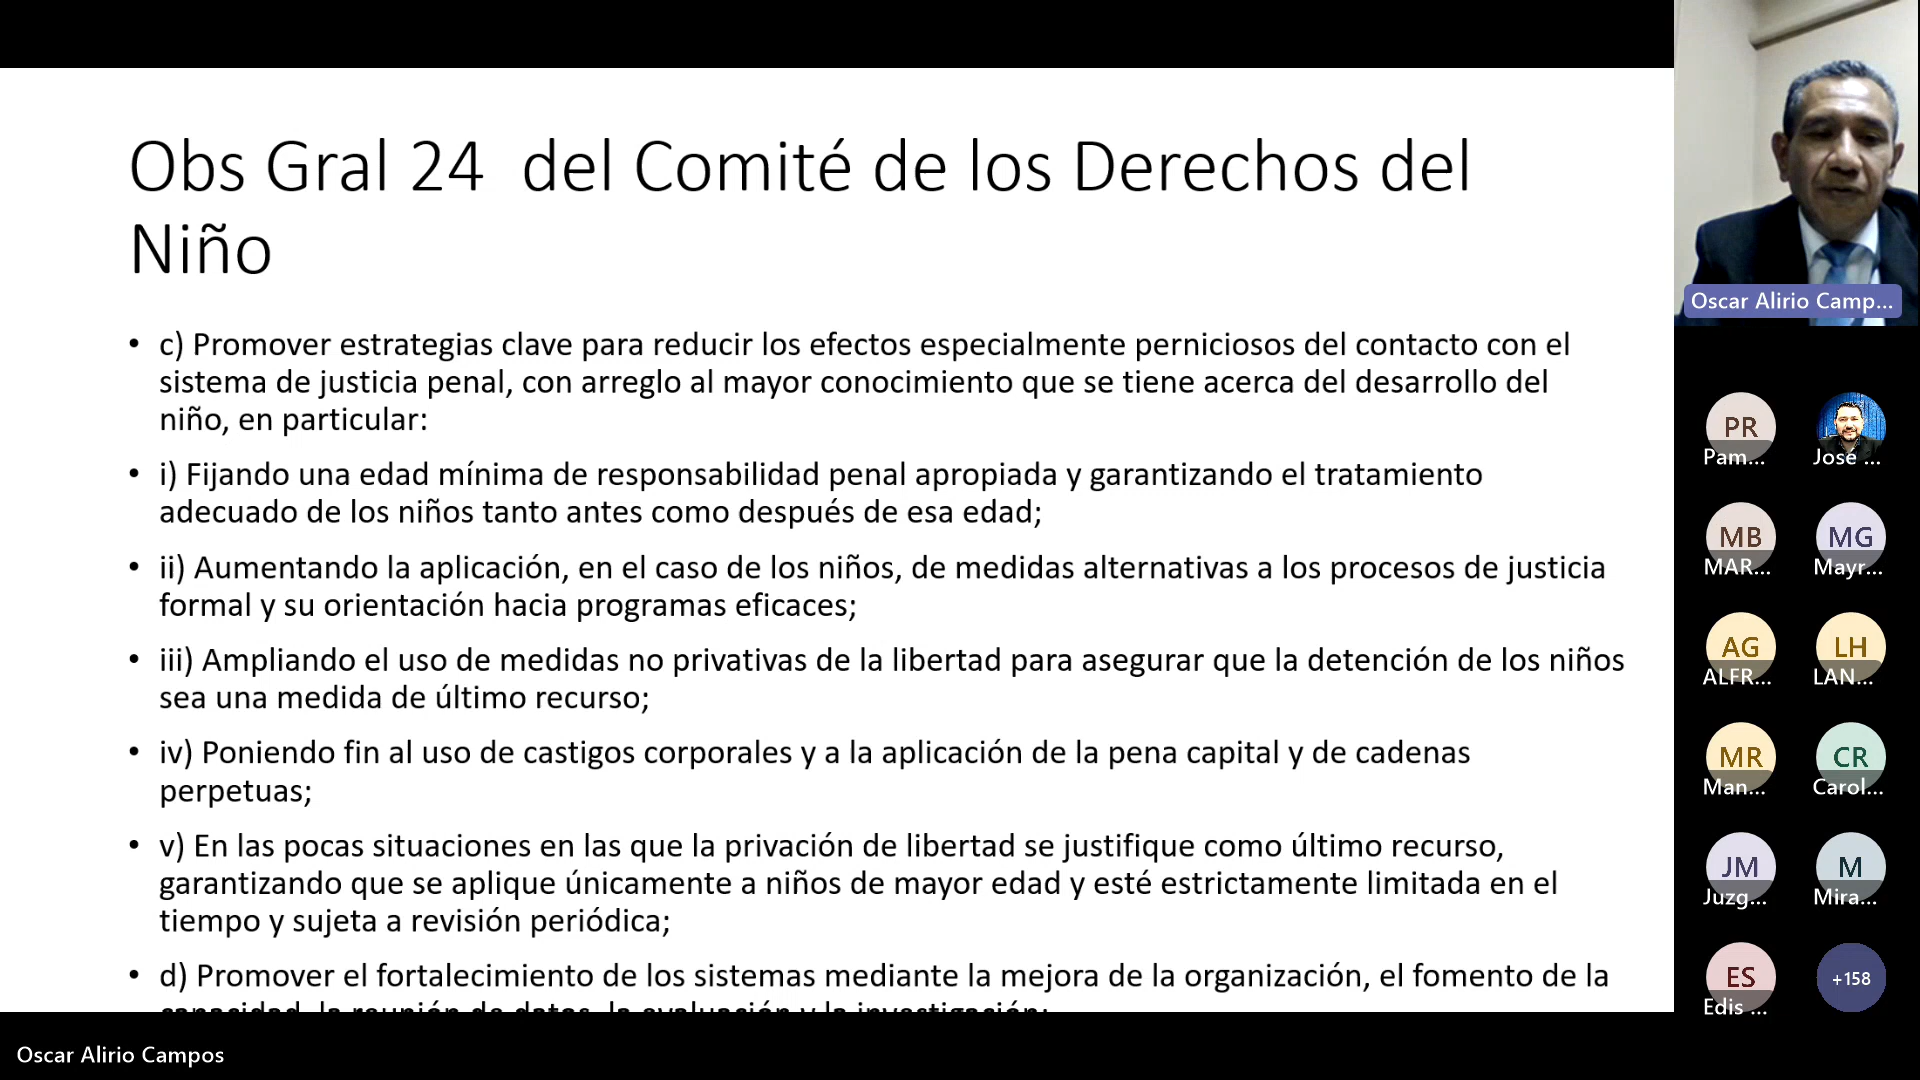 Obs Gral 24  del Comité de los Derechos del
Niño
• c) Promover estrategias clave para reducir los efectos especialmente perniciosos del contacto con el
sistema de justicia penal, con arreglo al mayor conocimiento que se tiene acerca del desarrollo del
niño, en particular:
• i) Fijando una edad mínima de responsabilidad penal apropiada y garantizando el tratamiento
adecuado de los niños tanto antes como después de esa edad;
• ii) Aumentando la aplicación, en el caso de los niños, de medidas alternativas a los procesos de justicia
formal y su orientación hacia programas eficaces;
• iii) Ampliando el uso de medidas no privativas de la libertad para asegurar que la detención de los niños
sea una medida de último recurso;
• iv) Poniendo fin al uso de castigos corporales y a la aplicación de la pena capital y de cadenas
perpetuas;
• v) En las pocas situaciones en las que la privación de libertad se justifique como último recurso,
garantizando que se aplique únicamente a niños de mayor edad y esté estrictamente limitada en el
tiempo y sujeta a revisión periódica;
• d) Promover el fortalecimiento de los sistemas mediante la mejora de la organización, el fomento de la
capacidad, la reunión de datos, la evaluación y la investigación;
Oscar Alirio Camp...
PR
Pam...
José ...
MB
MAR...
MG
Mayr...
AG
ALFR...
LH
LAN...
MR
Man...
CR
Carol...
JM
Juzg...
M
Mira...
ES
Edis ...
+158
Oscar Alirio Campos